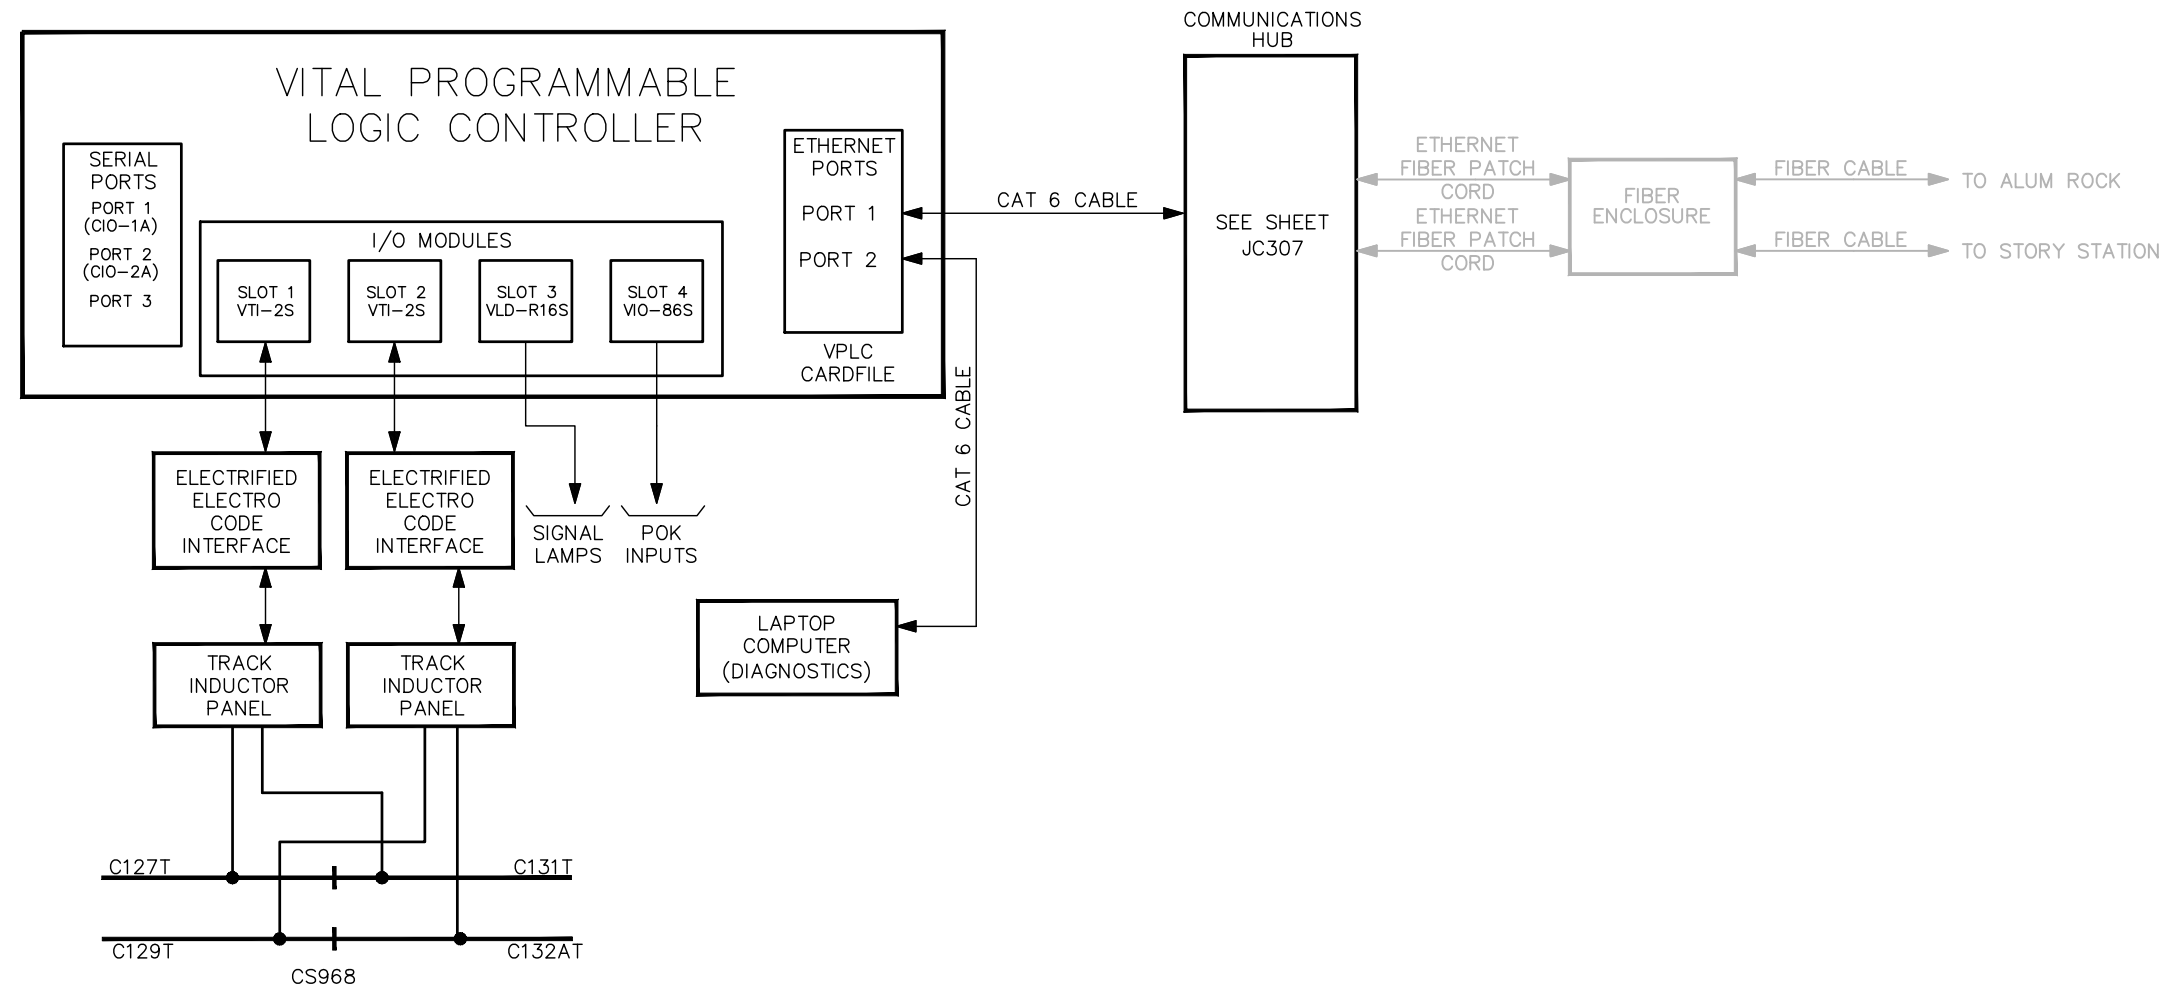 COMMUNICATIONS
HUB
VITAL PROGRAMMABLE
LOGIC CONTROLLER
SERIAL
PORTS
PORT 1
(CIO-1A)
PORT 2
(CIO-2A)
PORT 3
I/O MODULES
SLOT 1
VTI-2S
SLOT 2
VTI-2S
SLOT 3
VLD-R16S
SLOT 4
VIO-86S
ETHERNET
PORTS
PORT 1
PORT 2
VPLC
CARDFILE
CAT 6 CABLE
CAT 6 CABLE
SEE SHEET
JC307
ETHERNET
FIBER PATCH
CORD
ETHERNET
FIBER PATCH
CORD
FIBER
ENCLOSURE
FIBER CABLE
TO ALUM ROCK
FIBER CABLE
TO STORY STATION
ELECTRIFIED
ELECTRO
CODE
INTERFACE
ELECTRIFIED
ELECTRO
CODE
INTERFACE
SIGNAL
LAMPS
POK
INPUTS
LAPTOP
COMPUTER
(DIAGNOSTICS)
TRACK
INDUCTOR
PANEL
TRACK
INDUCTOR
PANEL
C127T
C131T
C129T
C132AT
CS968